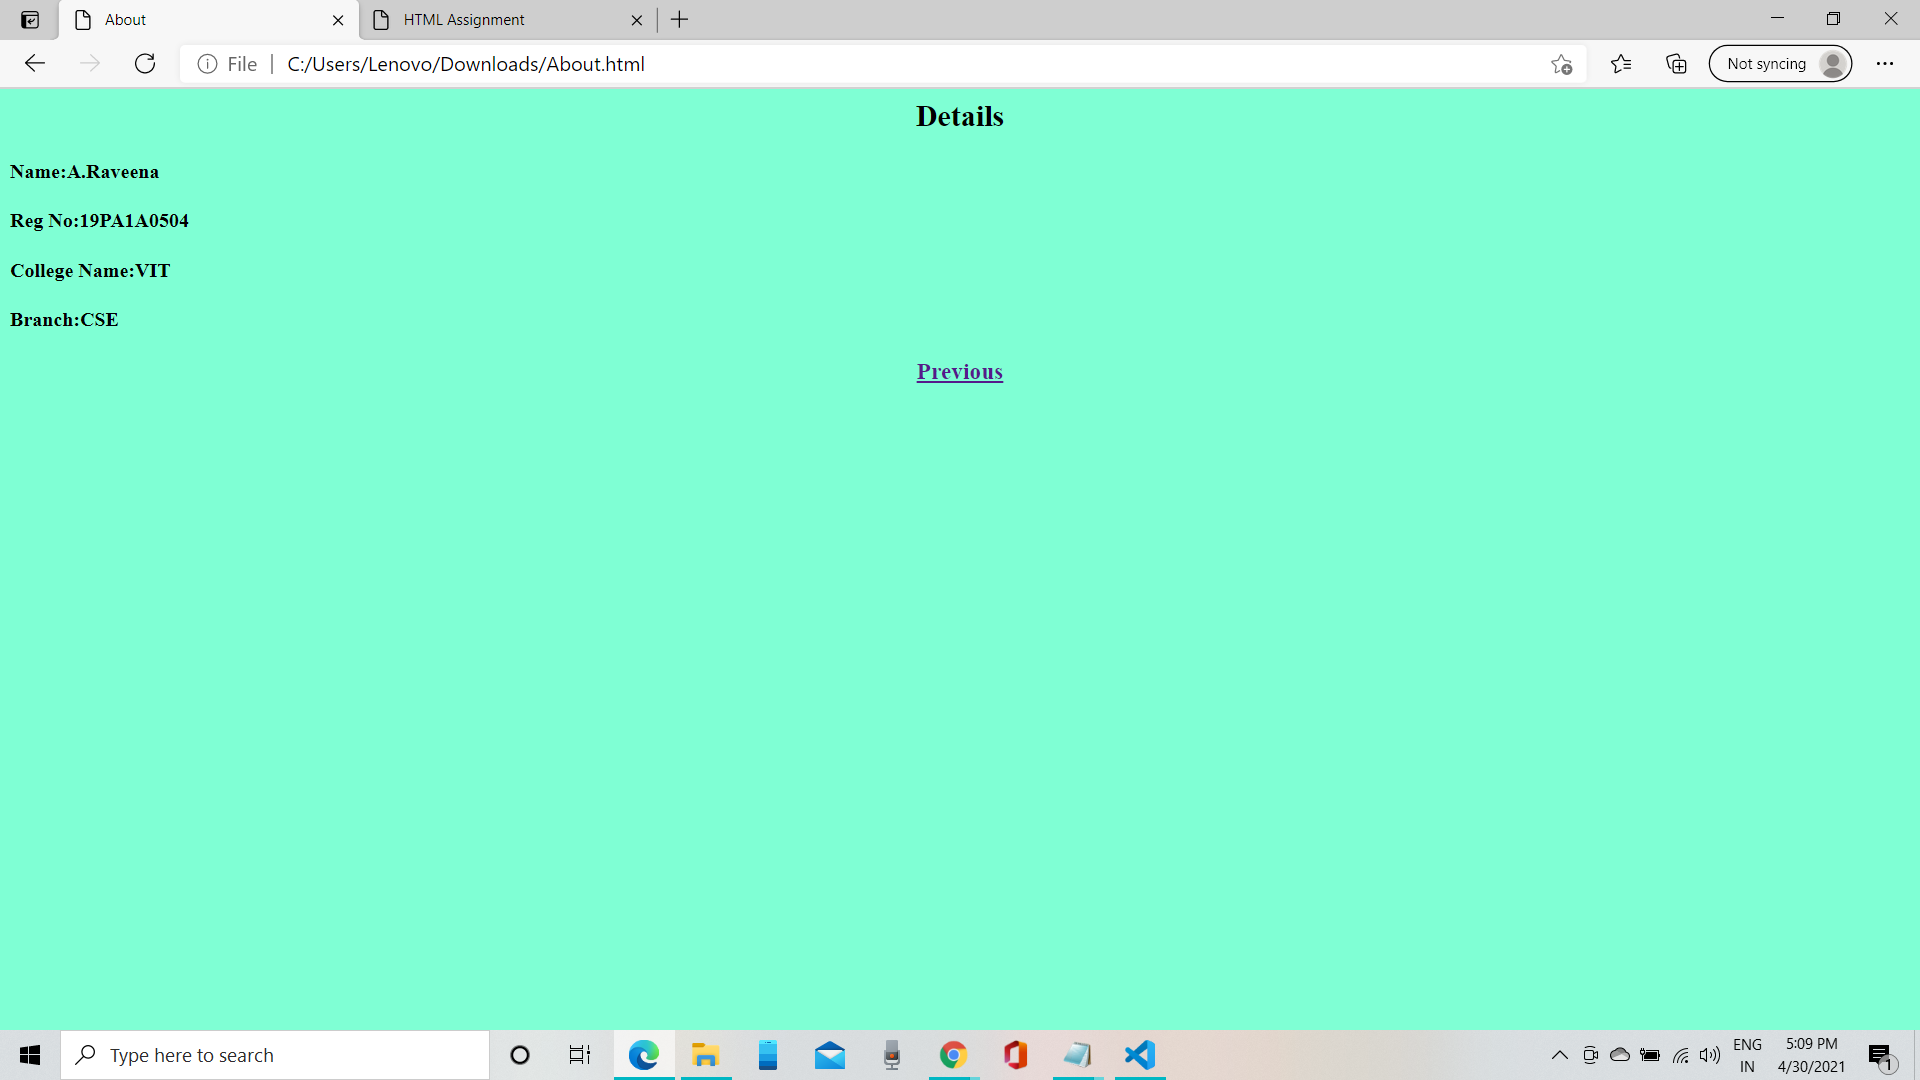 About
HTML Assignment
File
C:/Users/Lenovo/Downloads/About.html
Not syncing
Details
Name:A.Raveena
Reg No:19PA1A0504
College Name:VIT
Branch:CSE
Previous
Type here to search
ENG
IN
5:09 PM
4/30/2021
1